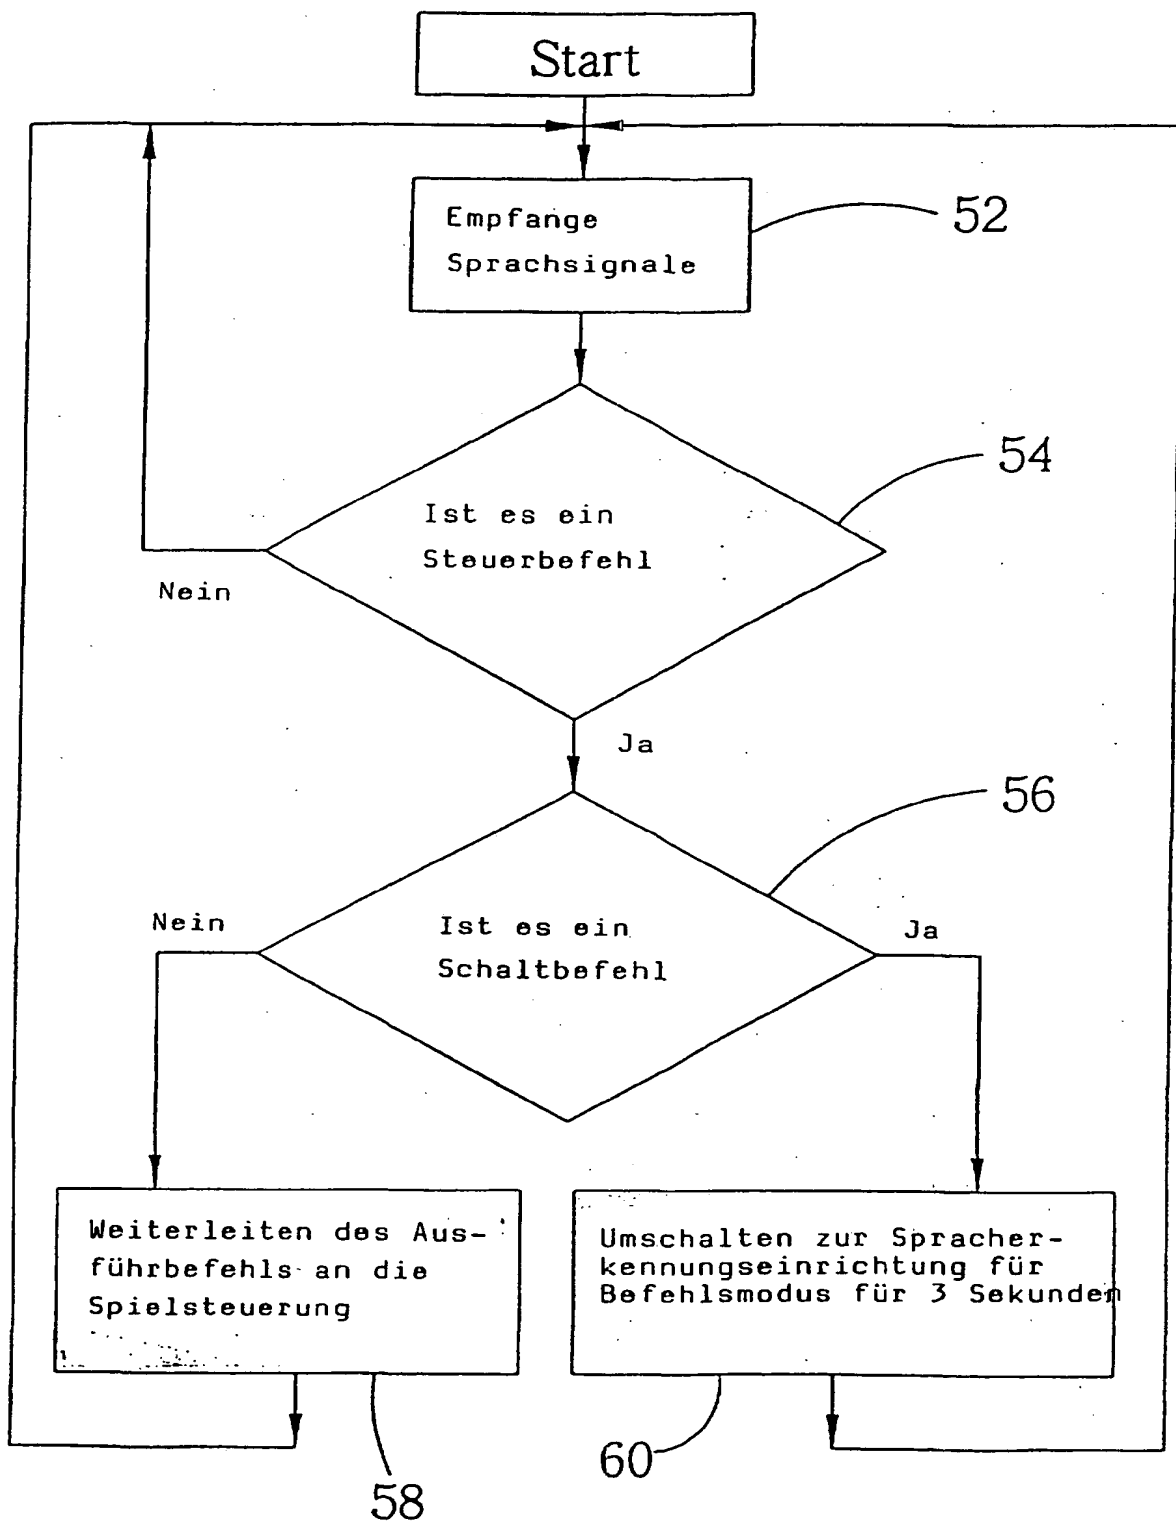 Start
Empfange
Sprachsignale
52
Ist es ein
Steuerbefehl
54
Nein
Ja
56
Ist es ein
Schaltbefehl
Nein
Ja
Weiterleiten des Aus-
führbefehls an die
Spielsteuerung
Umschalten zur Spracher-
kennungseinrichtung für
Befehlsmodus für 3 Sekunden
58
60